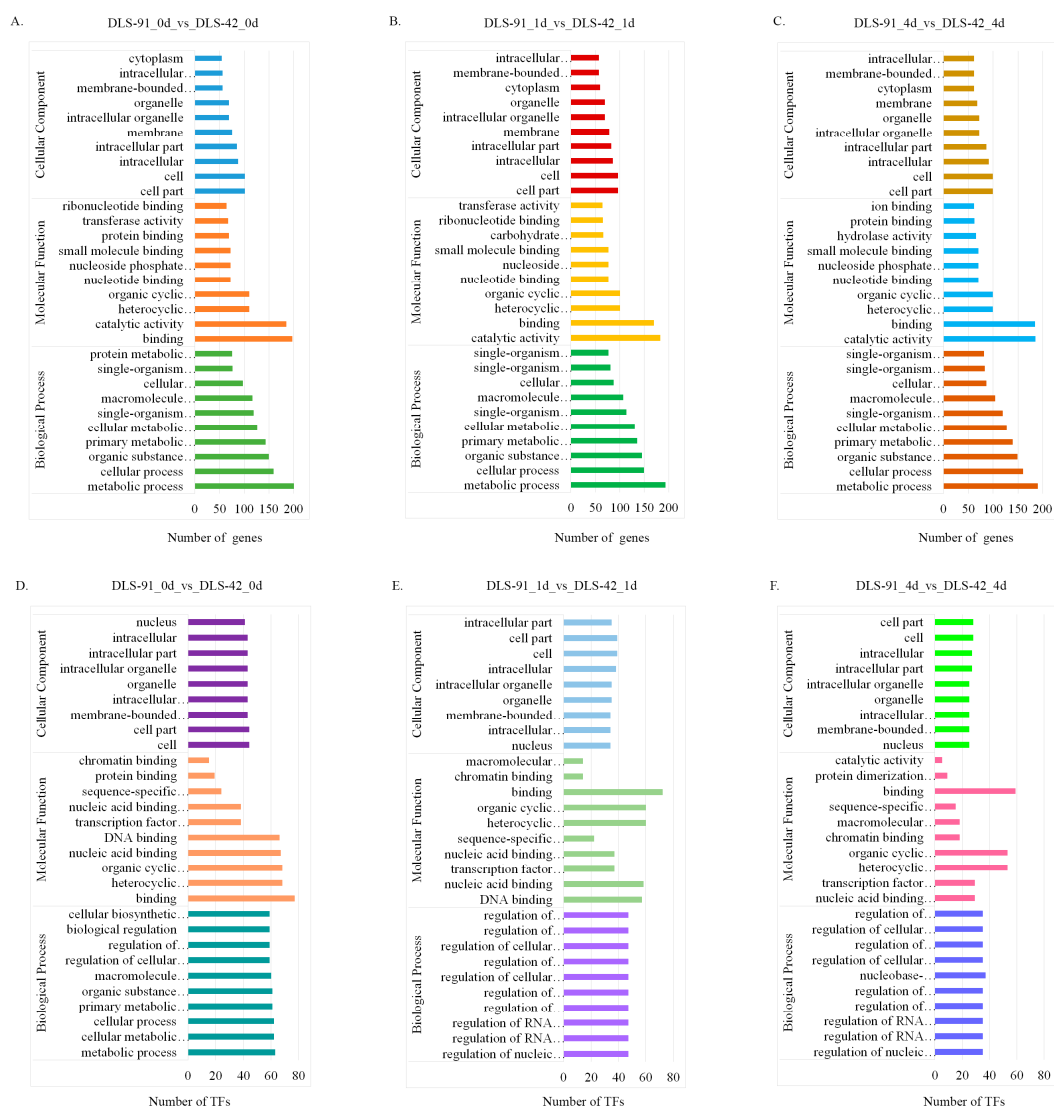 A.
DLS-91_0d_vs_DLS-42_0d
Cellular Component
cytoplasm
intracellular…
membrane-bounded…
organelle
intracellular organelle
membrane
intracellular part
intracellular
cell
cell part
Molecular Function
ribonucleotide binding
transferase activity
protein binding
small molecule binding
nucleoside phosphate…
nucleotide binding
organic cyclic…
heterocyclic…
catalytic activity
binding
Biological Process
protein metabolic…
single-organism…
cellular…
macromolecule…
single-organism…
cellular metabolic…
primary metabolic…
organic substance…
cellular process
metabolic process
0 50 100 150 200
Number of genes
B.
DLS-91_1d_vs_DLS-42_1d
Cellular Component
intracellular…
membrane-bounded…
cytoplasm
organelle
intracellular organelle
membrane
intracellular part
intracellular
cell
cell part
Molecular Function
transferase activity
ribonucleotide binding
carbohydrate…
small molecule binding
nucleoside…
nucleotide binding
organic cyclic…
heterocyclic…
binding
catalytic activity
Biological Process
single-organism…
single-organism…
cellular…
macromolecule…
single-organism…
cellular metabolic…
primary metabolic…
organic substance…
cellular process
metabolic process
0 50 100 150 200
Number of genes
C.
DLS-91_4d_vs_DLS-42_4d
Cellular Component
intracellular…
membrane-bounded…
cytoplasm
membrane
organelle
intracellular organelle
intracellular part
intracellular
cell
cell part
Molecular Function
ion binding
protein binding
hydrolase activity
small molecule binding
nucleoside phosphate…
nucleotide binding
organic cyclic…
heterocyclic…
binding
catalytic activity
Biological Process
single-organism…
single-organism…
cellular…
macromolecule…
single-organism…
cellular metabolic…
primary metabolic…
organic substance…
cellular process
metabolic process
0 50 100 150 200
Number of genes
D.
DLS-91_0d_vs_DLS-42_0d
Cellular Component
nucleus
intracellular
intracellular part
intracellular organelle
organelle
intracellular…
membrane-bounded…
cell part
cell
Molecular Function
chromatin binding
protein binding
sequence-specific…
nucleic acid binding…
transcription factor…
DNA binding
nucleic acid binding
organic cyclic…
heterocyclic…
binding
Biological Process
cellular biosynthetic…
biological regulation
regulation of…
regulation of cellular…
macromolecule…
organic substance…
primary metabolic…
cellular process
cellular metabolic…
metabolic process
0 20 40 60 80
Number of TFs
E.
DLS-91_1d_vs_DLS-42_1d
Cellular Component
intracellular part
cell part
cell
intracellular
intracellular organelle
organelle
membrane-bounded…
intracellular…
nucleus
Molecular Function
macromolecular…
chromatin binding
binding
organic cyclic…
heterocyclic…
sequence-specific…
nucleic acid binding…
transcription factor…
nucleic acid binding
DNA binding
Biological Process
regulation of…
regulation of…
regulation of cellular…
regulation of…
regulation of cellular…
regulation of…
regulation of…
regulation of RNA…
regulation of RNA…
regulation of nucleic…
0 20 40 60 80
Number of TFs
F.
DLS-91_4d_vs_DLS-42_4d
Cellular Component
cell part
cell
intracellular
intracellular part
intracellular organelle
organelle
intracellular…
membrane-bounded…
nucleus
Molecular Function
catalytic activity
protein dimerization…
binding
sequence-specific…
macromolecular…
chromatin binding
organic cyclic…
heterocyclic…
transcription factor…
nucleic acid binding…
Biological Process
regulation of…
regulation of cellular…
regulation of…
regulation of cellular…
nucleobase-…
regulation of…
regulation of…
regulation of RNA…
regulation of RNA…
regulation of nucleic…
0 20 40 60 80
Number of TFs